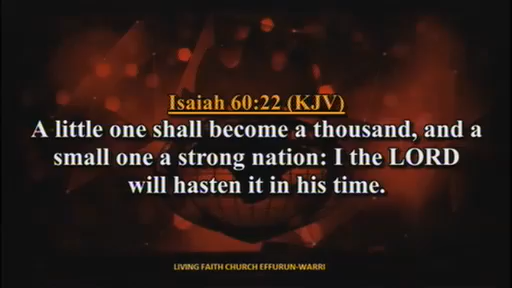 Isaiah 60:22 (KJV)
A little one shall become a thousand, and a
small one a strong nation: I the LORD
will hasten it in his time.
LIVING FAITH CHURCH EFFURUN-WARRI